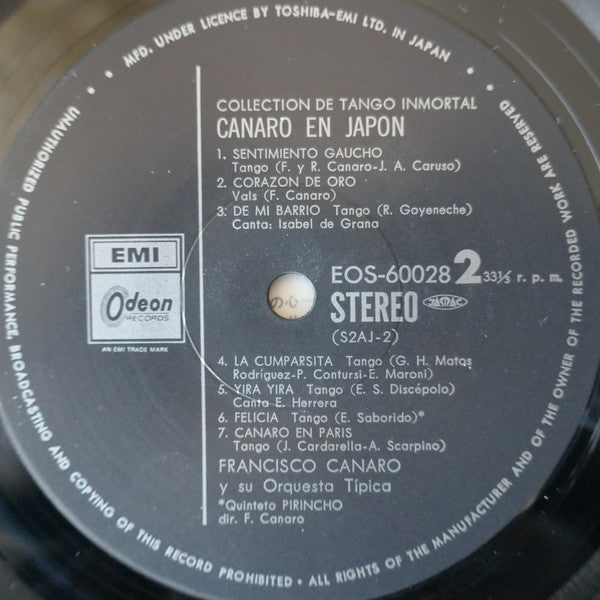 • MFD. UNDER LICENCE BY TOSHIBA-EMI LTD. IN JAPAN •
COLLECTION DE TANGO INMORTAL
CANARO EN JAPON
1. SENTIMIENTO GAUCHO
Tango (F. y R. Canaro-J. A. Caruso)
2. CORAZON DE ORO
Vals (F. Canaro)
3. DE MI BARRIO Tango (R. Goyeneche)
Canta: Isabel de Grana
EMI
Odeon
RECORDS
AN EMI TRADE MARK
EOS-60028 2 33⅓ r. p. m.
STEREO JASRAC
(S2AJ-2)
の心
4. LA CUMPARSITA Tango (G. H. Matos
Rodríguez-P. Contursi-E. Maroni)
5. YIRA YIRA Tango (E. S. Discépolo)
Canta E. Herrera
6. FELICIA Tango (E. Saborido)*
7. CANARO EN PARIS
Tango (J. Cardarella-A. Scarpino)
FRANCISCO CANARO
y su Orquesta Típica
*Quinteto PIRINCHO
dir. F. Canaro
UNAUTHORIZED PUBLIC PERFORMANCE, BROADCASTING AND COPYING OF THIS RECORD PROHIBITED • ALL RIGHTS OF THE MANUFACTURER AND OF THE OWNER OF THE RECORDED WORK ARE RESERVED